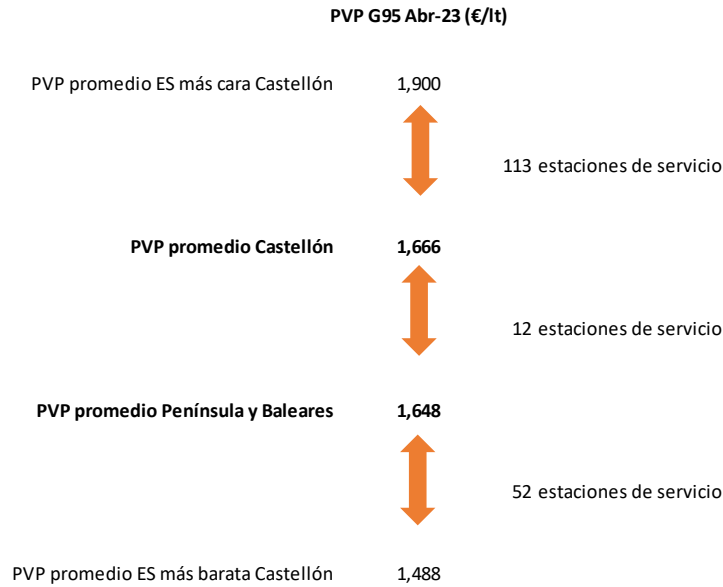 PVP G95 Abr-23 (€/lt)
PVP promedio ES más cara Castellón 1,900
113 estaciones de servicio
PVP promedio Castellón 1,666
12 estaciones de servicio
PVP promedio Península y Baleares 1,648
52 estaciones de servicio
PVP promedio ES más barata Castellón 1,488